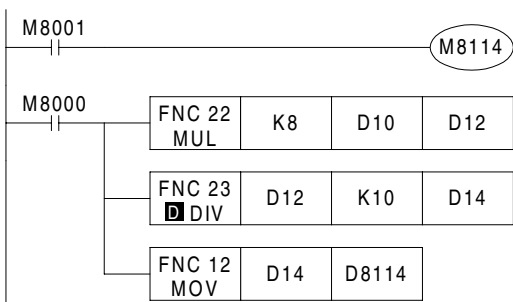 M8001
M8114
M8000
FNC 22
MUL
K8
D10
D12
FNC 23
D DIV
D12
K10
D14
FNC 12
MOV
D14
D8114